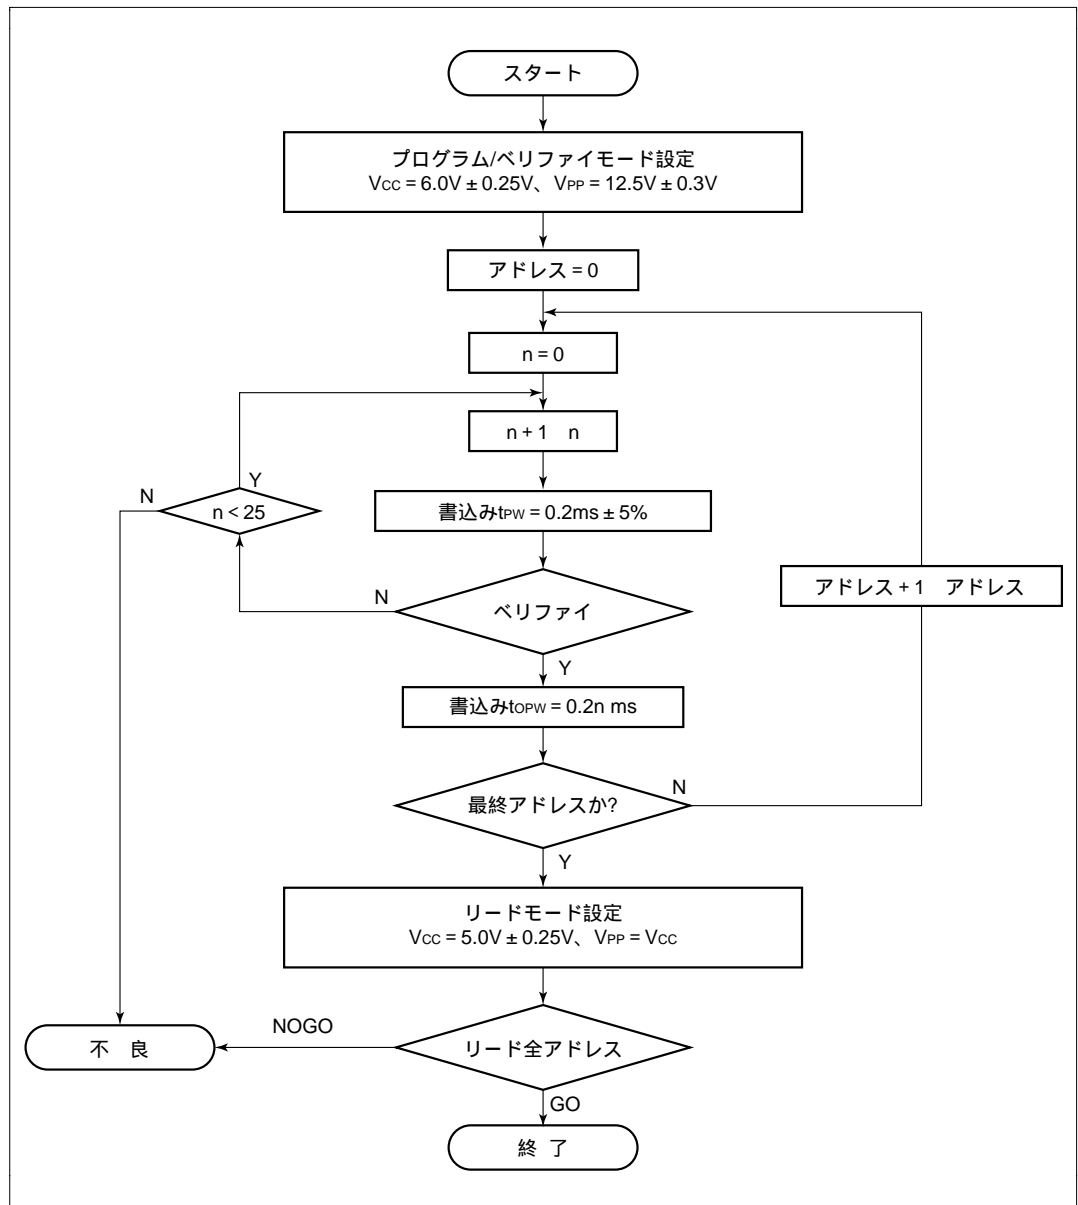 スタート
プログラム/ベリファイモード設定
VCC = 6.0V ± 0.25V、VPP = 12.5V ± 0.3V
アドレス = 0
n = 0
n + 1　n
Y
N
n < 25
書込みtPW = 0.2ms ± 5%
アドレス + 1　アドレス
N
ベリファイ
Y
書込みtOPW = 0.2n ms
最終アドレスか?
N
Y
リードモード設定
VCC = 5.0V ± 0.25V、VPP = VCC
NOGO
不　良
リード全アドレス
GO
終 了